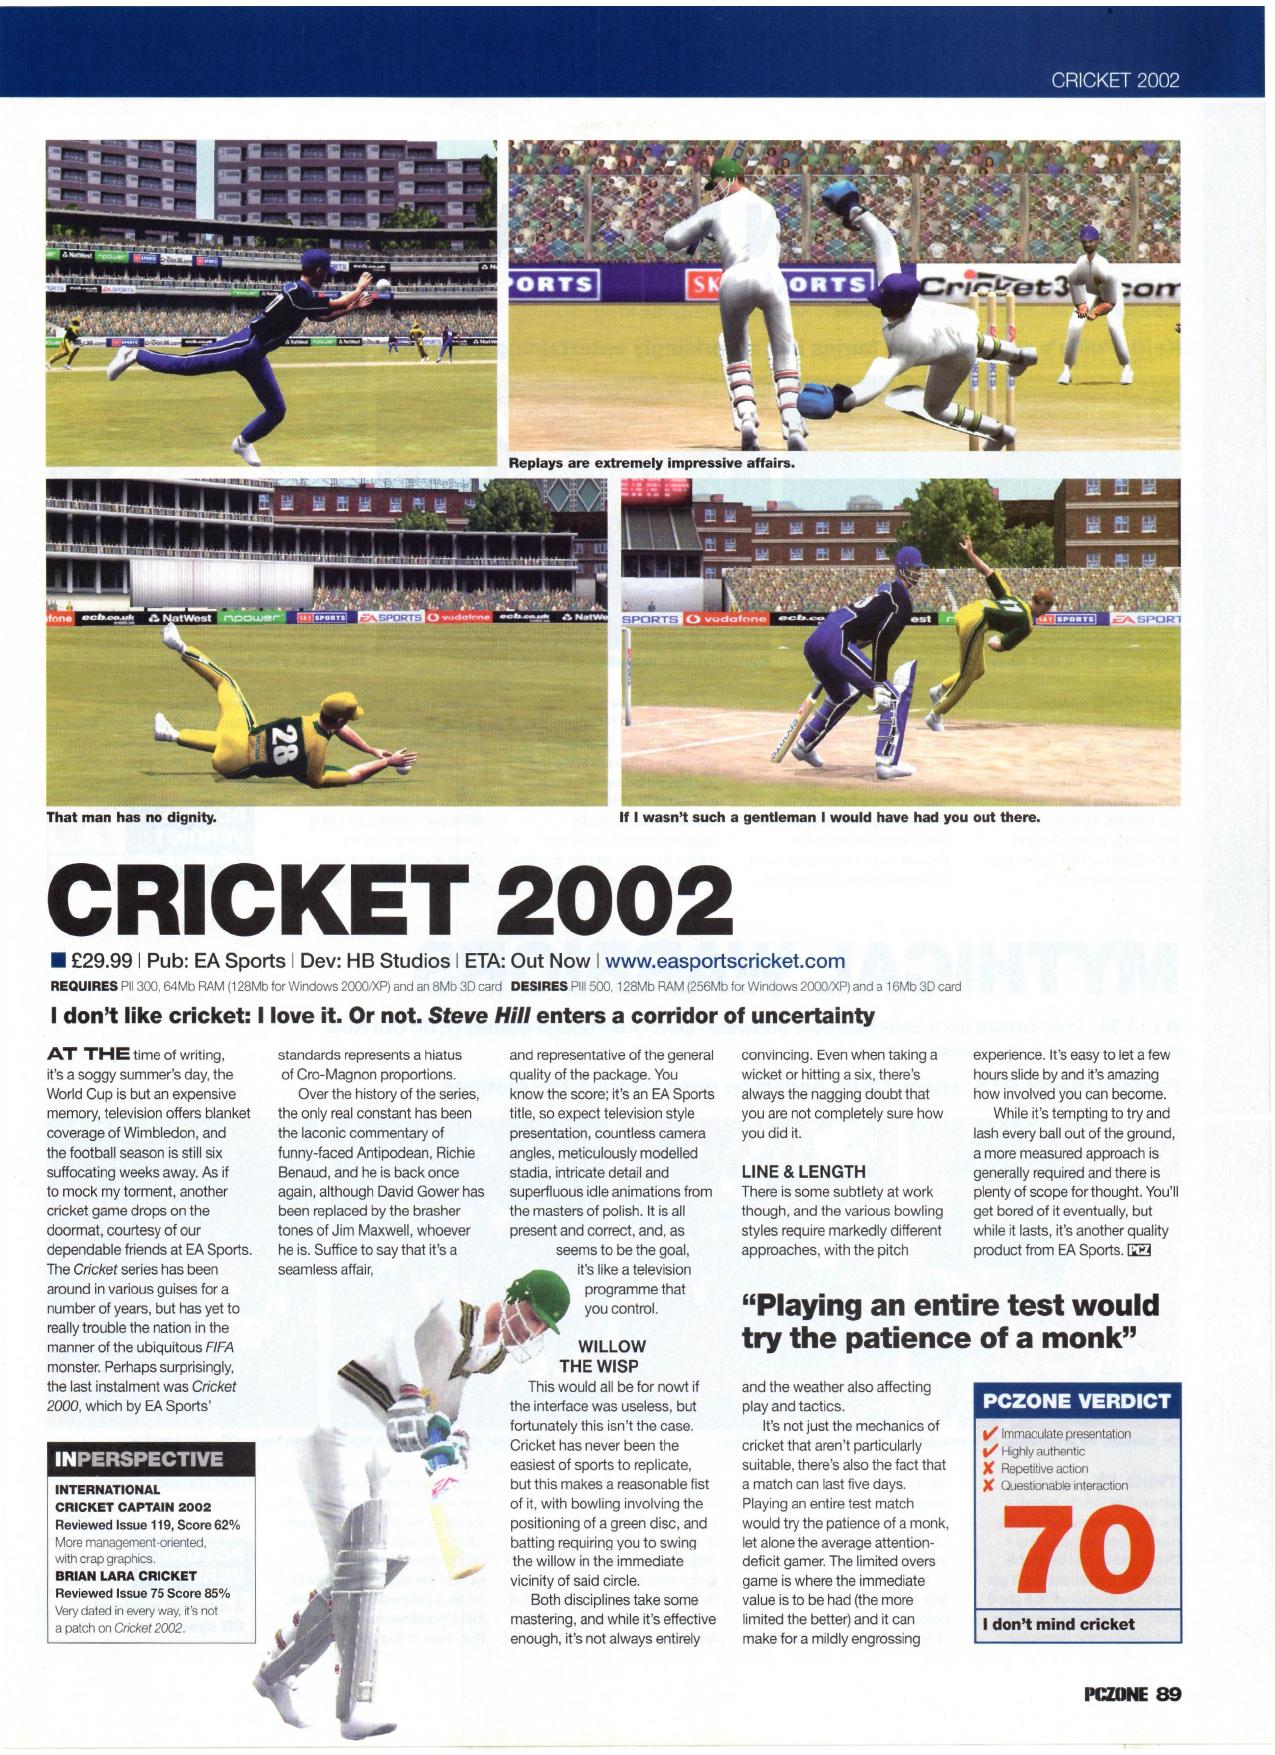 CRICKET 2002
Replays are extremely impressive affairs.
That man has no dignity.
If I wasn't such a gentleman I would have had you out there.
CRICKET 2002
£29.99 | Pub: EA Sports | Dev: HB Studios | ETA: Out Now | www.easportscricket.com
REQUIRES PII 300, 64Mb RAM (128Mb for Windows 2000/XP) and an 8Mb 3D card DESIRES PIII 500, 128Mb RAM (256Mb for Windows 2000/XP) and a 16Mb 3D card
I don't like cricket: I love it. Or not. Steve Hill enters a corridor of uncertainty
AT THE time of writing,
it's a soggy summer's day, the
World Cup is but an expensive
memory, television offers blanket
coverage of Wimbledon, and
the football season is still six
suffocating weeks away. As if
to mock my torment, another
cricket game drops on the
doormat, courtesy of our
dependable friends at EA Sports.
The Cricket series has been
around in various guises for a
number of years, but has yet to
really trouble the nation in the
manner of the ubiquitous FIFA
monster. Perhaps surprisingly,
the last instalment was Cricket
2000, which by EA Sports'
standards represents a hiatus
of Cro-Magnon proportions.
Over the history of the series,
the only real constant has been
the laconic commentary of
funny-faced Antipodean, Richie
Benaud, and he is back once
again, although David Gower has
been replaced by the brasher
tones of Jim Maxwell, whoever
he is. Suffice to say that it's a
seamless affair,
and representative of the general
quality of the package. You
know the score; it's an EA Sports
title, so expect television style
presentation, countless camera
angles, meticulously modelled
stadia, intricate detail and
superfluous idle animations from
the masters of polish. It is all
present and correct, and, as
seems to be the goal,
it's like a television
programme that
you control.
WILLOW
THE WISP
This would all be for nowt if
the interface was useless, but
fortunately this isn't the case.
Cricket has never been the
easiest of sports to replicate,
but this makes a reasonable fist
of it, with bowling involving the
positioning of a green disc, and
batting requiring you to swing
the willow in the immediate
vicinity of said circle.
Both disciplines take some
mastering, and while it's effective
enough, it's not always entirely
convincing. Even when taking a
wicket or hitting a six, there's
always the nagging doubt that
you are not completely sure how
you did it.
LINE & LENGTH
There is some subtlety at work
though, and the various bowling
styles require markedly different
approaches, with the pitch
and the weather also affecting
play and tactics.
It's not just the mechanics of
cricket that aren't particularly
suitable, there's also the fact that
a match can last five days.
Playing an entire test match
would try the patience of a monk,
let alone the average attention-
deficit gamer. The limited overs
game is where the immediate
value is to be had (the more
limited the better) and it can
make for a mildly engrossing
experience. It's easy to let a few
hours slide by and it's amazing
how involved you can become.
While it's tempting to try and
lash every ball out of the ground,
a more measured approach is
generally required and there is
plenty of scope for thought. You'll
get bored of it eventually, but
while it lasts, it's another quality
product from EA Sports. PCZ
"Playing an entire test would
try the patience of a monk"
INPERSPECTIVE
INTERNATIONAL
CRICKET CAPTAIN 2002
Reviewed Issue 119, Score 62%
More management-oriented,
with crap graphics.
BRIAN LARA CRICKET
Reviewed Issue 75 Score 85%
Very dated in every way, it's not
a patch on Cricket 2002.
PCZONE VERDICT
Immaculate presentation
Highly authentic
Repetitive action
Questionable interaction
70
I don't mind cricket
PCZONE 89